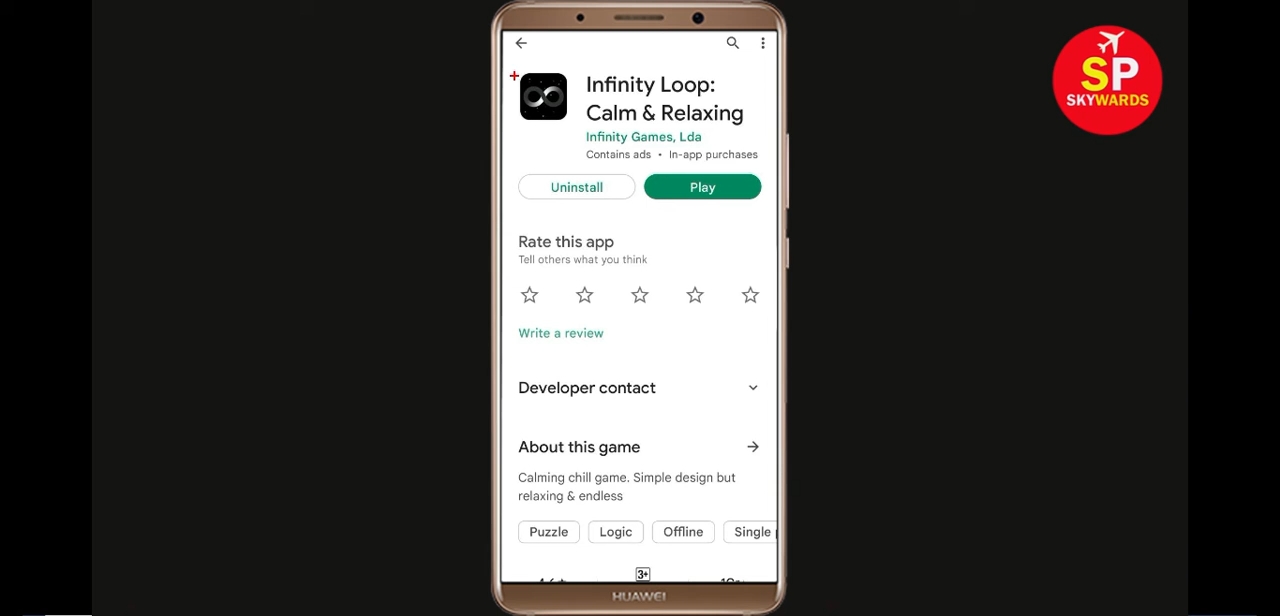 SP
SKYWARDS
Infinity Loop:
Calm & Relaxing
Infinity Games, Lda
Contains ads • In-app purchases
Uninstall
Play
Rate this app
Tell others what you think
Write a review
Developer contact
About this game
Calming chill game. Simple design but
relaxing & endless
Puzzle
Logic
Offline
Single
3+
HUAWEI